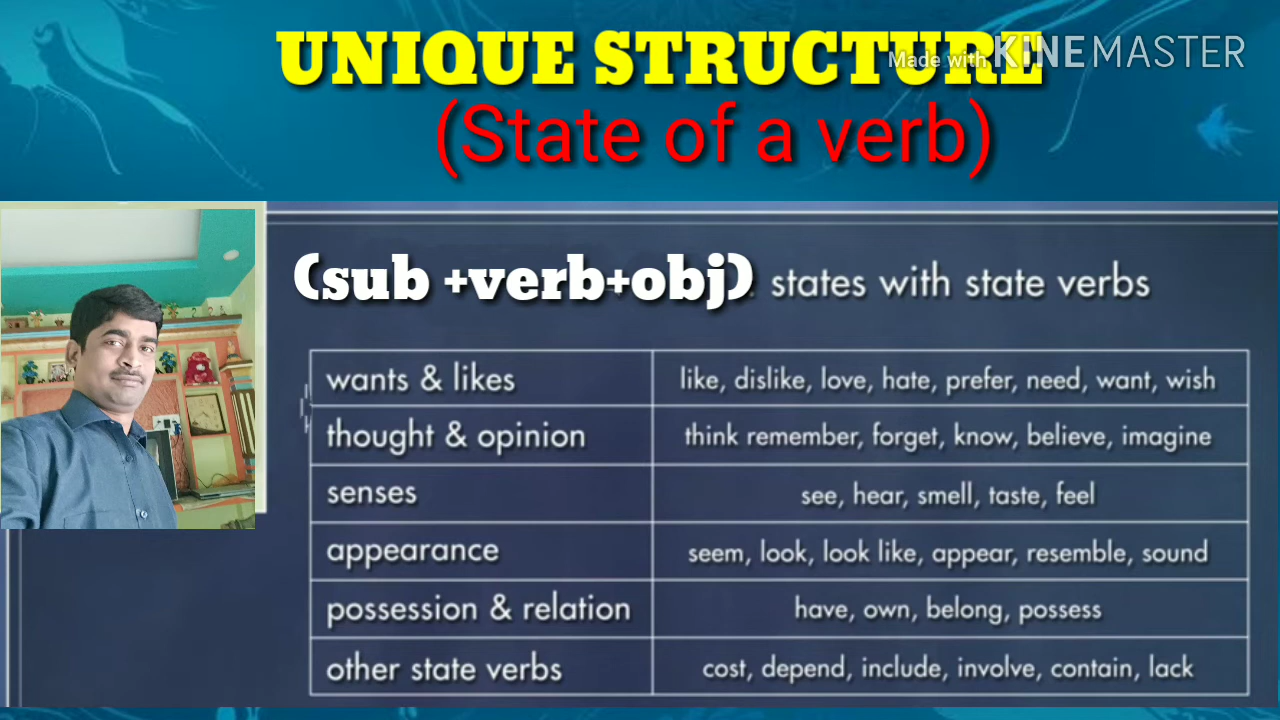 UNIQUE STRUCTURE
Made with KINEMASTER
(State of a verb)
(sub +verb+obj) states with state verbs
wants & likes like, dislike, love, hate, prefer, need, want, wish
thought & opinion think remember, forget, know, believe, imagine
senses see, hear, smell, taste, feel
appearance seem, look, look like, appear, resemble, sound
possession & relation have, own, belong, possess
other state verbs cost, depend, include, involve, contain, lack